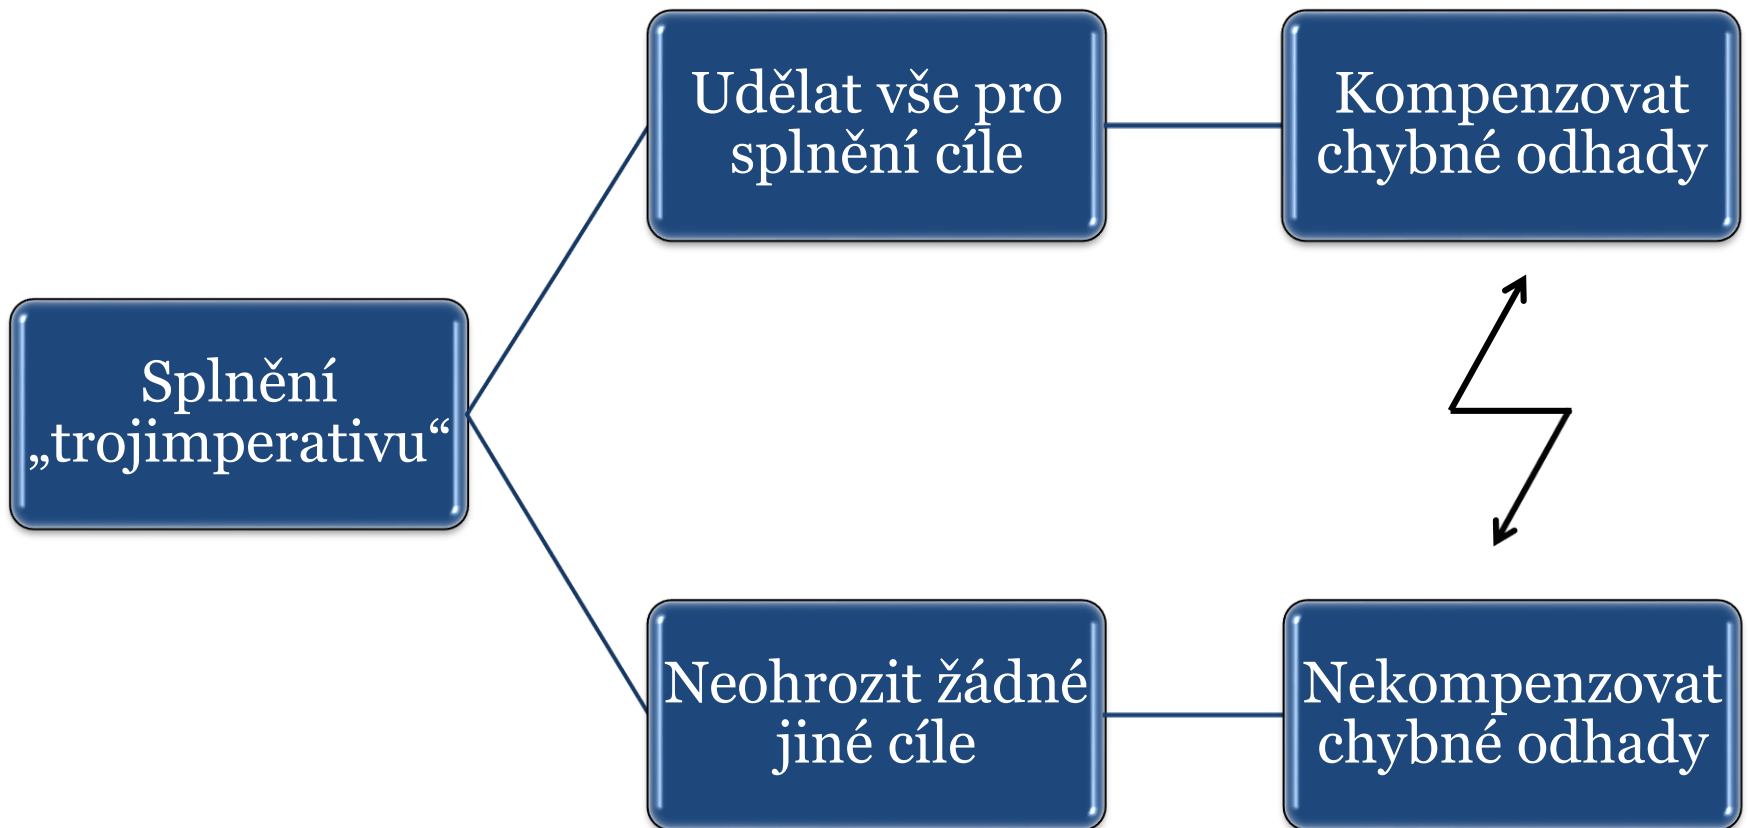 Udělat vše pro
splnění cíle
Kompenzovat
chybné odhady
Splnění
„trojimperativu“
Neohrozit žádné
jiné cíle
Nekompenzovat
chybné odhady